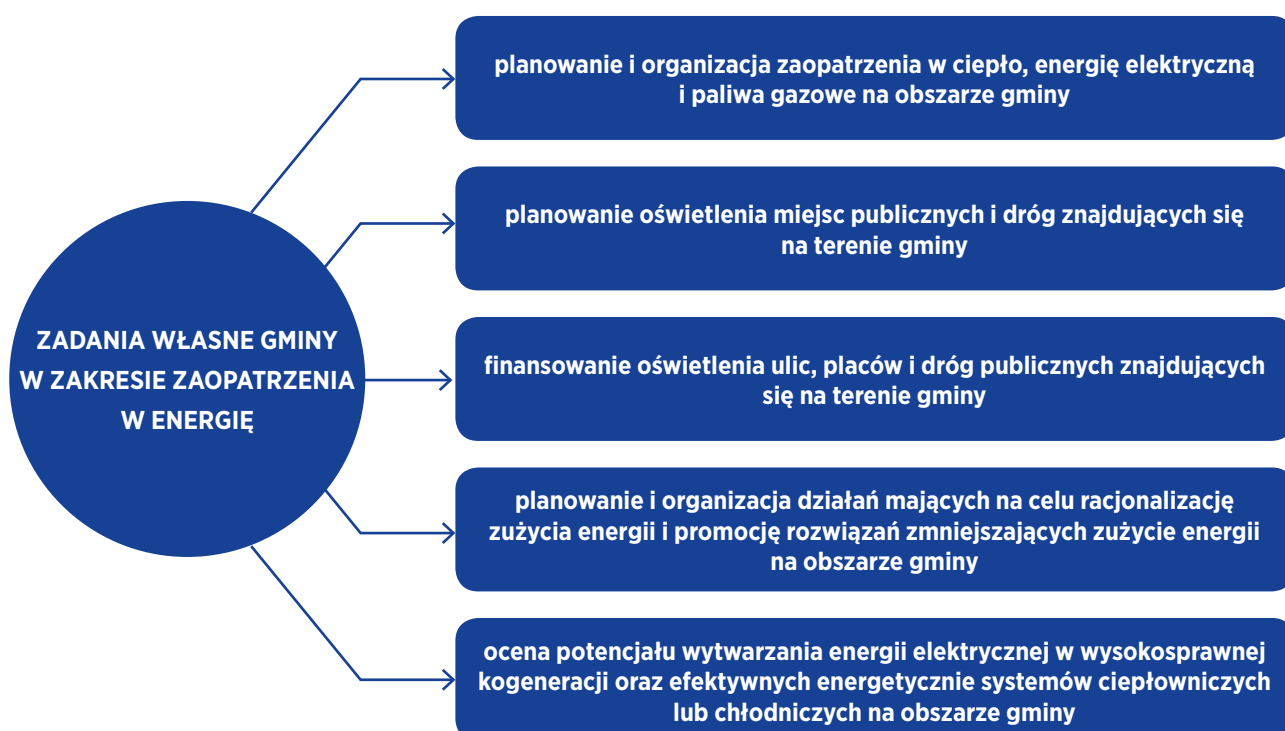 planowanie i organizacja zaopatrzenia w ciepło, energię elektryczną
i paliwa gazowe na obszarze gminy
planowanie oświetlenia miejsc publicznych i dróg znajdujących się
na terenie gminy
ZADANIA WŁASNE GMINY
W ZAKRESIE ZAOPATRZENIA
W ENERGIĘ
finansowanie oświetlenia ulic, placów i dróg publicznych znajdujących
się na terenie gminy
planowanie i organizacja działań mających na celu racjonalizację
zużycia energii i promocję rozwiązań zmniejszających zużycie energii
na obszarze gminy
ocena potencjału wytwarzania energii elektrycznej w wysokosprawnej
kogeneracji oraz efektywnych energetycznie systemów ciepłowniczych
lub chłodniczych na obszarze gminy